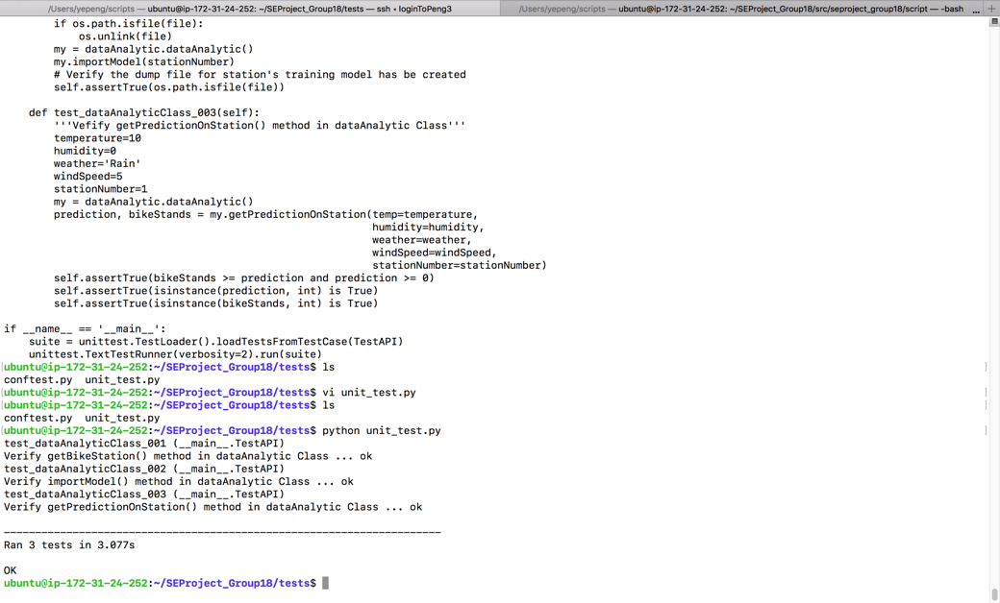 /Users/yepeng/scripts — ubuntu@ip-172-31-24-252: ~/SEProject_Group18/tests — ssh • loginToPeng3
/Users/yepeng/scripts — ubuntu@ip-172-31-24-252: ~/SEProject_Group18/src/seproject_group18/script — -bash ... +
        if os.path.isfile(file):
            os.unlink(file)
        my = dataAnalytic.dataAnalytic()
        my.importModel(stationNumber)
        # Verify the dump file for station's training model has be created
        self.assertTrue(os.path.isfile(file))

    def test_dataAnalyticClass_003(self):
        '''Vefify getPredictionOnStation() method in dataAnalytic Class'''
        temperature=10
        humidity=0
        weather='Rain'
        windSpeed=5
        stationNumber=1
        my = dataAnalytic.dataAnalytic()
        prediction, bikeStands = my.getPredictionOnStation(temp=temperature,
                                                           humidity=humidity,
                                                           weather=weather,
                                                           windSpeed=windSpeed,
                                                           stationNumber=stationNumber)
        self.assertTrue(bikeStands >= prediction and prediction >= 0)
        self.assertTrue(isinstance(prediction, int) is True)
        self.assertTrue(isinstance(bikeStands, int) is True)

if __name__ == '__main__':
    suite = unittest.TestLoader().loadTestsFromTestCase(TestAPI)
    unittest.TextTestRunner(verbosity=2).run(suite)
ubuntu@ip-172-31-24-252:~/SEProject_Group18/tests$ ls
conftest.py  unit_test.py
ubuntu@ip-172-31-24-252:~/SEProject_Group18/tests$ vi unit_test.py
ubuntu@ip-172-31-24-252:~/SEProject_Group18/tests$ ls
conftest.py  unit_test.py
ubuntu@ip-172-31-24-252:~/SEProject_Group18/tests$ python unit_test.py
test_dataAnalyticClass_001 (__main__.TestAPI)
Verify getBikeStation() method in dataAnalytic Class ... ok
test_dataAnalyticClass_002 (__main__.TestAPI)
Vefify importModel() method in dataAnalytic Class ... ok
test_dataAnalyticClass_003 (__main__.TestAPI)
Vefify getPredictionOnStation() method in dataAnalytic Class ... ok

----------------------------------------------------------------------
Ran 3 tests in 3.077s

OK
ubuntu@ip-172-31-24-252:~/SEProject_Group18/tests$